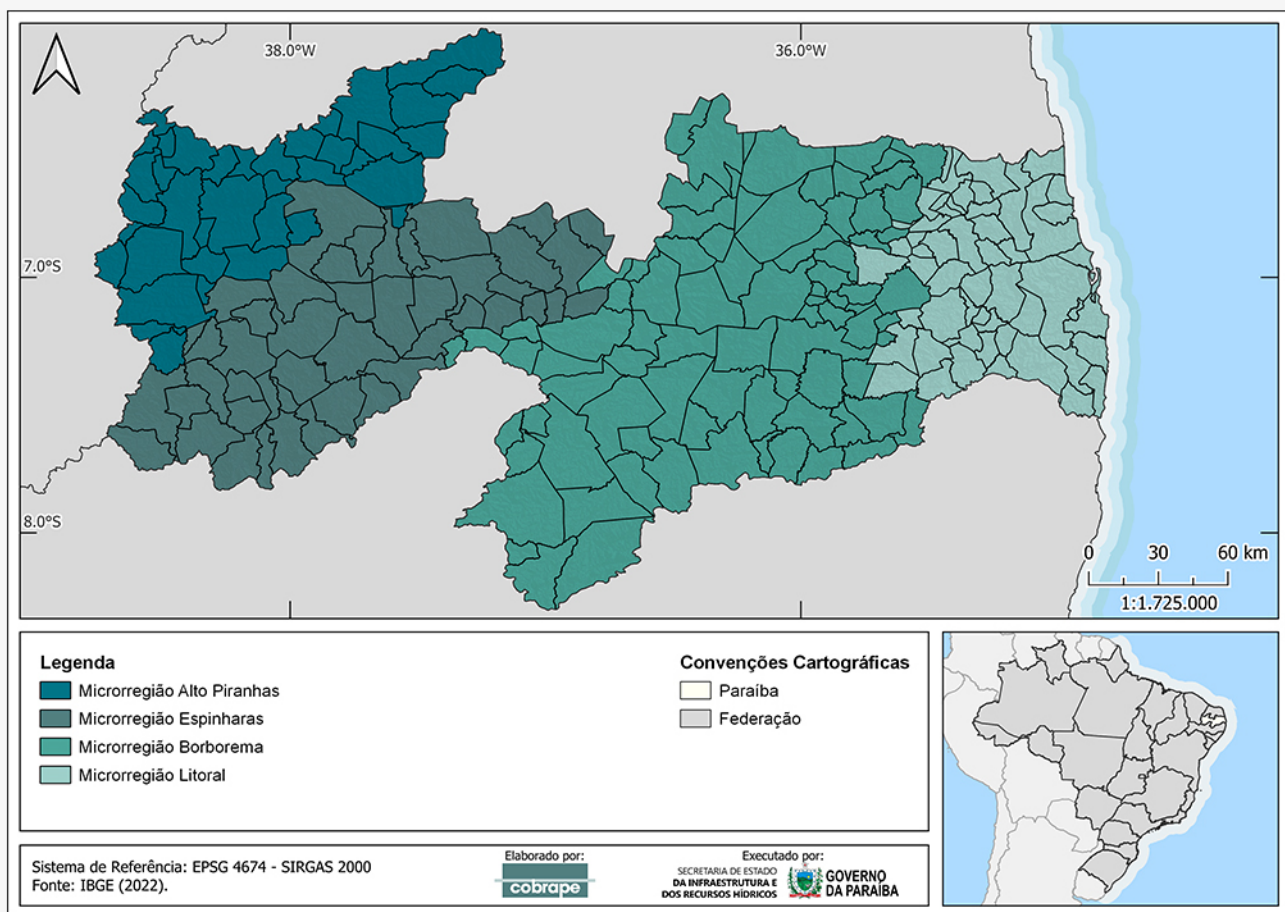 38.0°W
36.0°W
7.0°S
8.0°S
0 30 60 km
1:1.725.000
Legenda
Microrregião Alto Piranhas
Microrregião Espinharas
Microrregião Borborema
Microrregião Litoral
Convenções Cartográficas
Paraíba
Federação
Sistema de Referência: EPSG 4674 - SIRGAS 2000
Fonte: IBGE (2022).
Elaborado por:
cobrape
Executado por:
SECRETARIA DE ESTADO
DA INFRAESTRUTURA E
DOS RECURSOS HÍDRICOS
GOVERNO
DA PARAÍBA